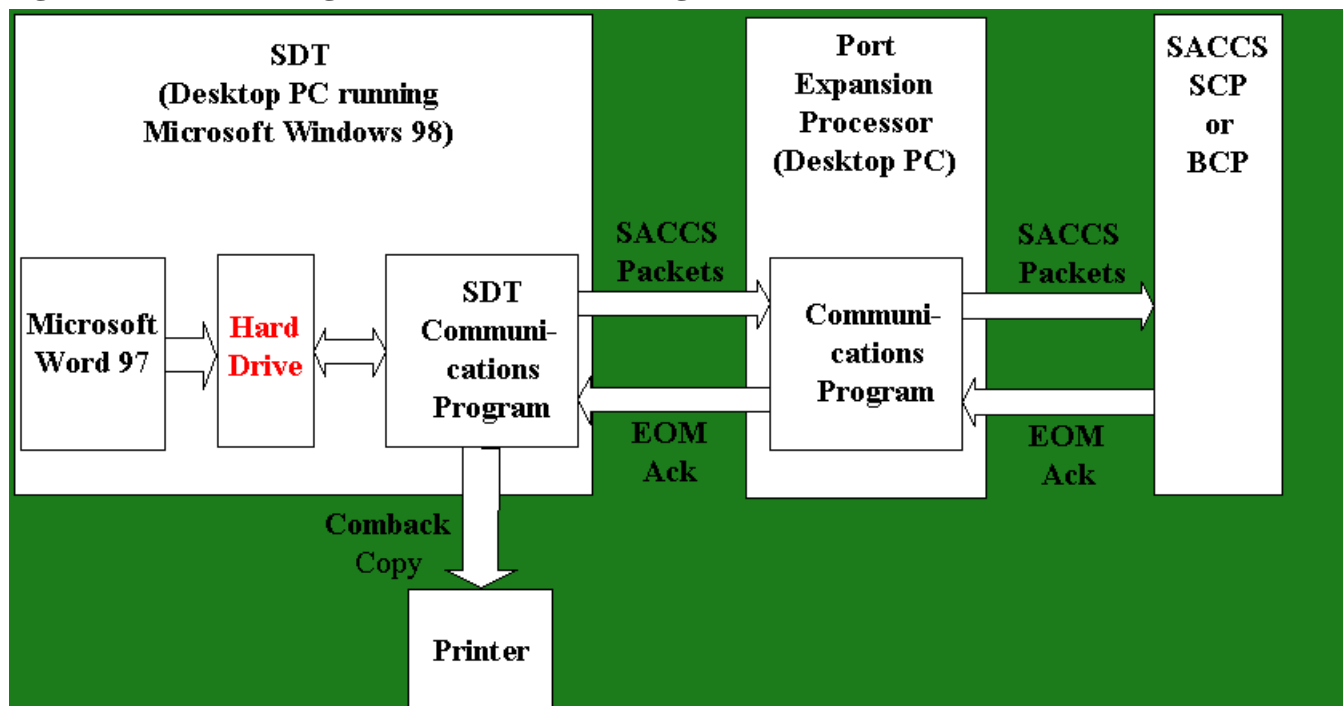 SDT
(Desktop PC running
Microsoft Windows 98)
Port
Expansion
Processor
(Desktop PC)
SACCS
SCP
or
BCP
SACCS
Packets
SACCS
Packets
Microsoft
Word 97
Hard
Drive
SDT
Communi-
cations
Program
Communi-
cations
Program
EOM
Ack
EOM
Ack
Comback
Copy
Printer